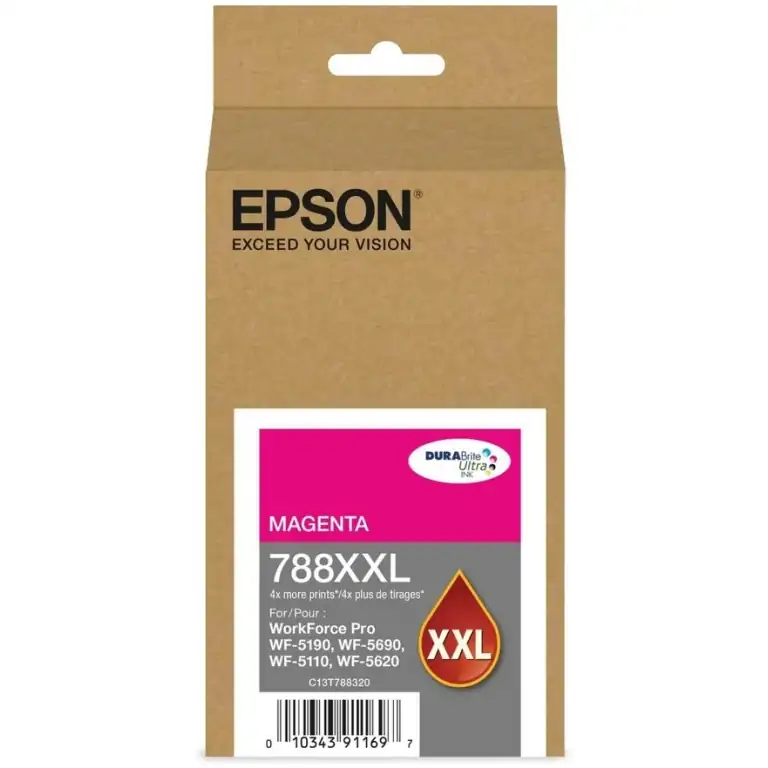 EPSON®
EXCEED YOUR VISION
DURABrite
Ultra
INK
MAGENTA
788XXL
4x more prints*/4x plus de tirages*
For/Pour :
WorkForce Pro
WF-5190, WF-5690,
WF-5110, WF-5620
XXL
C13T788320
0 10343 91169 7